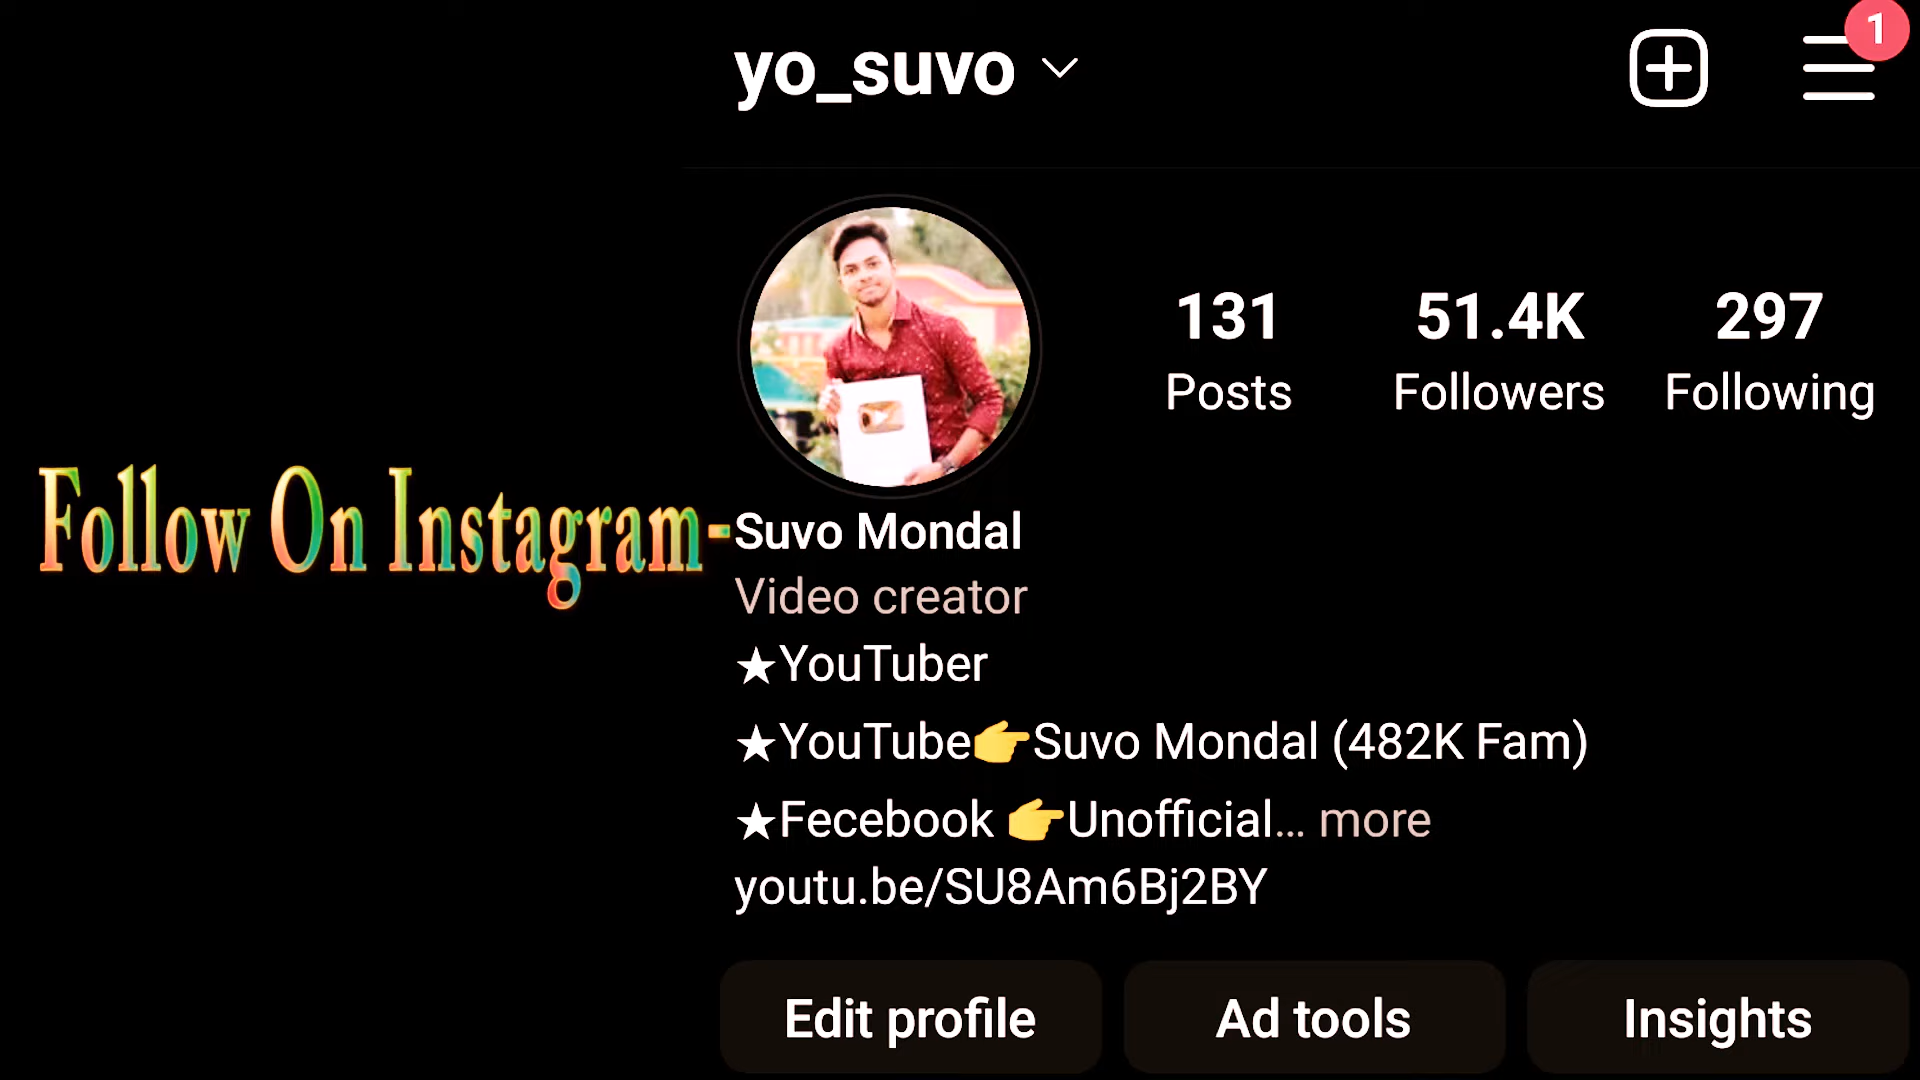 yo_suvo
1
131
Posts
51.4K
Followers
297
Following
Follow On Instagram-
Suvo Mondal
Video creator
★YouTuber
★YouTube👉Suvo Mondal (482K Fam)
★Fecebook 👉Unofficial... more
youtu.be/SU8Am6Bj2BY
Edit profile
Ad tools
Insights